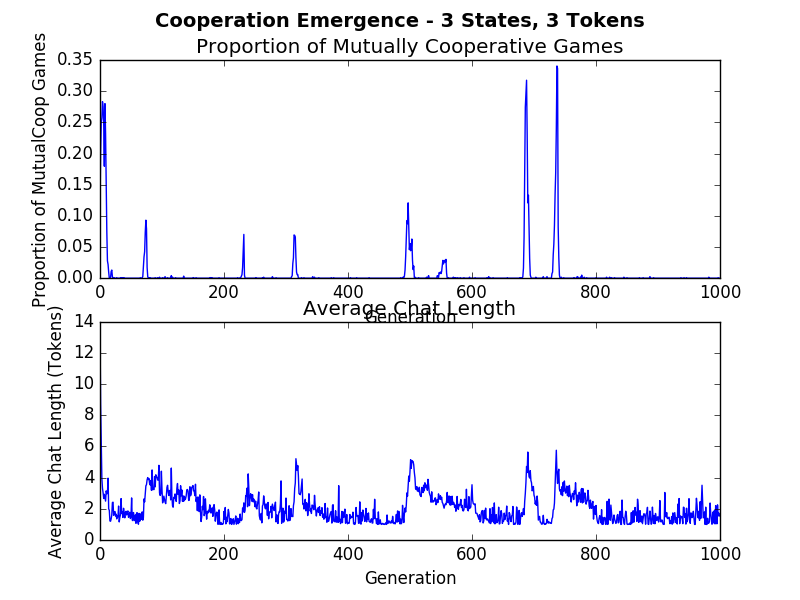 Cooperation Emergence - 3 States, 3 Tokens
Proportion of Mutually Cooperative Games
Proportion of MutualCoop Games
0.35
0.30
0.25
0.20
0.15
0.10
0.05
0.00
0 200 400 600 800 1000
Generation
Average Chat Length
Average Chat Length (Tokens)
14
12
10
8
6
4
2
0
0 200 400 600 800 1000
Generation